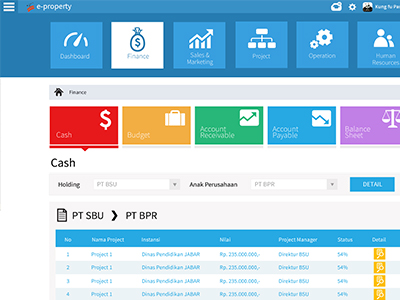 e-property
Kung fu Pa
Dashboard
Finance
Sales &
Marketing
Project
Operation
Human
Resources
Finance
Cash
$
Budget
Account
Receivable
Account
Payable
Balance
Sheet
Cash
Holding
PT BSU
Anak Perusahaan
PT BPR
DETAIL
PT SBU ❯ PT BPR
No Nama Project Instansi Nilai Project Manager Status Detail
1 Project 1 Dinas Pendidikan JABAR Rp. 235.000.000,- Direktur BSU 54%
2 Project 1 Dinas Pendidikan JABAR Rp. 235.000.000,- Direktur BSU 54%
3 Project 1 Dinas Pendidikan JABAR Rp. 235.000.000,- Direktur BSU 54%
4 Project 1 Dinas Pendidikan JABAR Rp. 235.000.000,- Direktur BSU 54%